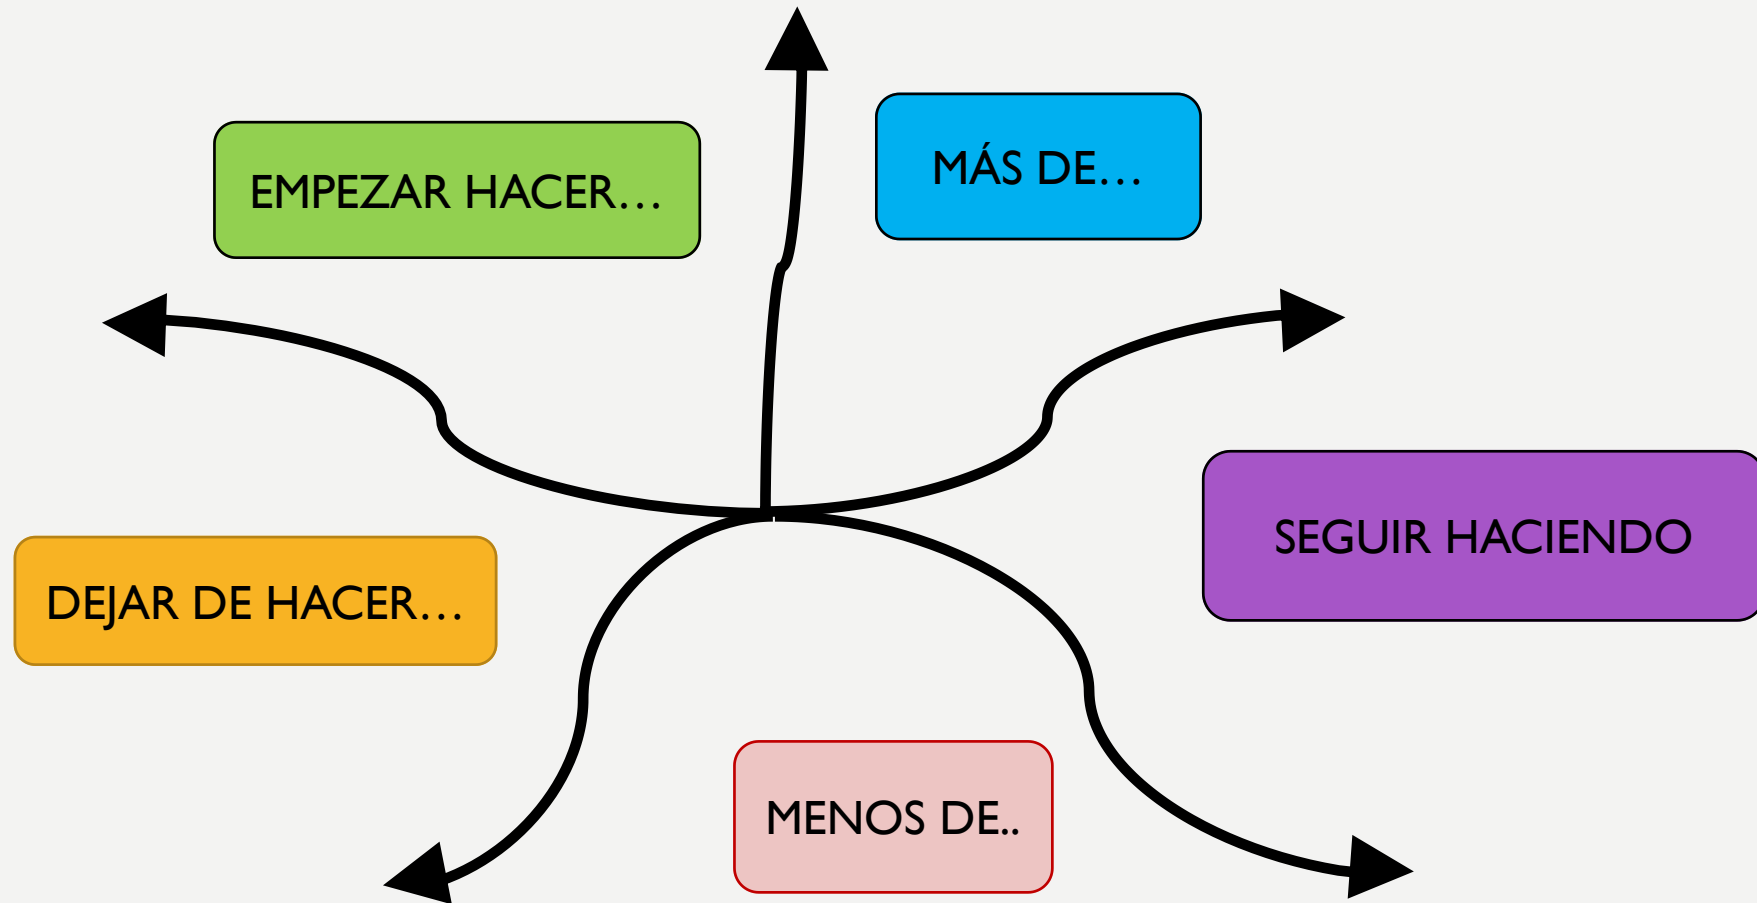 EMPEZAR HACER…
MÁS DE…
SEGUIR HACIENDO
DEJAR DE HACER…
MENOS DE..